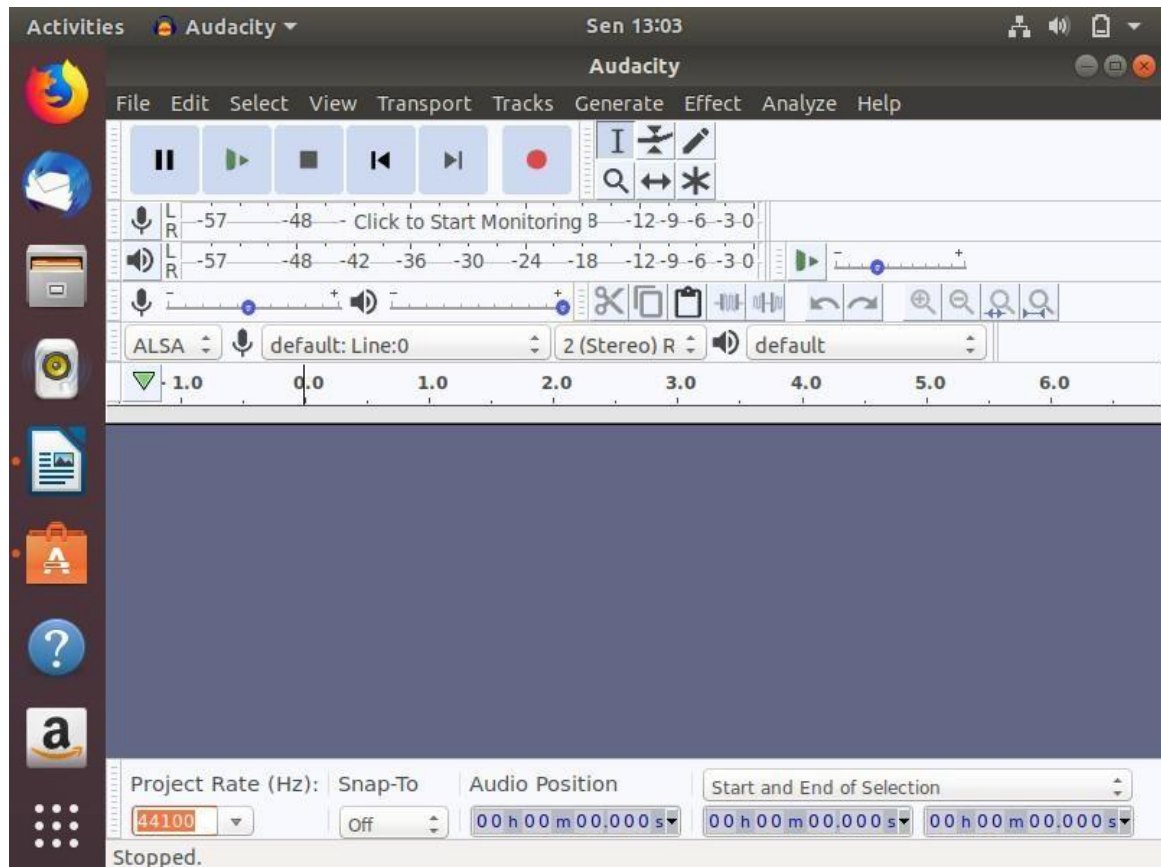 Activities Audacity Sen 13:03
Audacity
File Edit Select View Transport Tracks Generate Effect Analyze Help
L
R -57 -48 - Click to Start Monitoring 8 -12 -9 -6 -3 0
L
R -57 -48 -42 -36 -30 -24 -18 -12 -9 -6 -3 0 - +
- + - +
ALSA default: Line:0 2 (Stereo) R default
- 1.0 0.0 1.0 2.0 3.0 4.0 5.0 6.0
A
?
a
Project Rate (Hz): Snap-To Audio Position Start and End of Selection
44100 Off 00 h 00 m 00.000 s 00 h 00 m 00.000 s 00 h 00 m 00.000 s
Stopped.